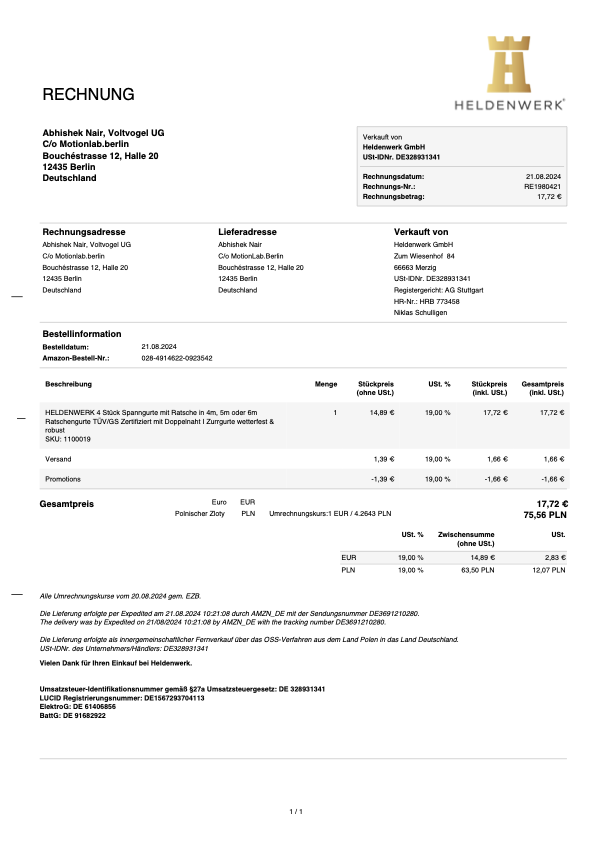 HELDENWERK
RECHNUNG
Abhishek Nair, Voltvogel UG
C/o Motionlab.berlin
Bouchéstrasse 12, Halle 20
12435 Berlin
Deutschland
Verkauft von
Heldenwerk GmbH
USt-IDNr. DE328931341
Rechnungsdatum: 21.08.2024
Rechnungs-Nr.: RE1980421
Rechnungsbetrag: 17,72 €
Rechnungsadresse
Abhishek Nair, Voltvogel UG
C/o Motionlab.berlin
Bouchéstrasse 12, Halle 20
12435 Berlin
Deutschland
Lieferadresse
Abhishek Nair
C/o MotionLab.Berlin
Bouchéstrasse 12, Halle 20
12435 Berlin
Deutschland
Verkauft von
Heldenwerk GmbH
Zum Wiesenhof 84
66663 Merzig
USt-IDNr. DE328931341
Registergericht: AG Stuttgart
HR-Nr.: HRB 773458
Niklas Schulligen
Bestellinformation
Bestelldatum: 21.08.2024
Amazon-Bestell-Nr.: 028-4914622-0923542
Beschreibung Menge Stückpreis (ohne USt.) USt. % Stückpreis (inkl. USt.) Gesamtpreis (inkl. USt.)
HELDENWERK 4 Stück Spanngurte mit Ratsche in 4m, 5m oder 6m 1 14,89 € 19,00 % 17,72 € 17,72 €
Ratschengurte TÜV/GS Zertifiziert mit Doppelnaht I Zurrgurte wetterfest &
robust
SKU: 1100019
Versand 1,39 € 19,00 % 1,66 € 1,66 €
Promotions -1,39 € 19,00 % -1,66 € -1,66 €
Gesamtpreis Euro EUR 17,72 €
Polnischer Zloty PLN Umrechnungskurs:1 EUR / 4.2643 PLN 75,56 PLN
USt. % Zwischensumme (ohne USt.) USt.
EUR 19,00 % 14,89 € 2,83 €
PLN 19,00 % 63,50 PLN 12,07 PLN
Alle Umrechnungskurse vom 20.08.2024 gem. EZB.
Die Lieferung erfolgte per Expedited am 21.08.2024 10:21:08 durch AMZN_DE mit der Sendungsnummer DE3691210280.
The delivery was by Expedited on 21/08/2024 10:21:08 by AMZN_DE with the tracking number DE3691210280.
Die Lieferung erfolgte als innergemeinschaftlicher Fernverkauf über das OSS-Verfahren aus dem Land Polen in das Land Deutschland.
USt-IDNr. des Unternehmers/Händlers: DE328931341
Vielen Dank für Ihren Einkauf bei Heldenwerk.
Umsatzsteuer-Identifikationsnummer gemäß §27a Umsatzsteuergesetz: DE 328931341
LUCID Registrierungsnummer: DE1567293704113
ElektroG: DE 61406856
BattG: DE 91682922
1 / 1